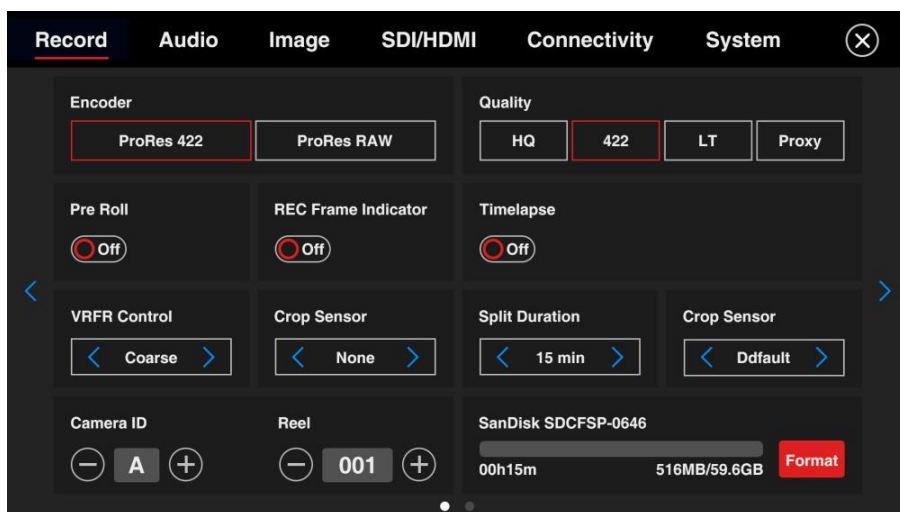 Record Audio Image SDI/HDMI Connectivity System
Encoder
ProRes 422 ProRes RAW
Quality
HQ 422 LT Proxy
Pre Roll
Off
REC Frame Indicator
Off
Timelapse
Off
VRFR Control
Coarse
Crop Sensor
None
Split Duration
15 min
Crop Sensor
Ddfault
Camera ID
A
Reel
001
SanDisk SDCFSP-0646
00h15m 516MB/59.6GB
Format